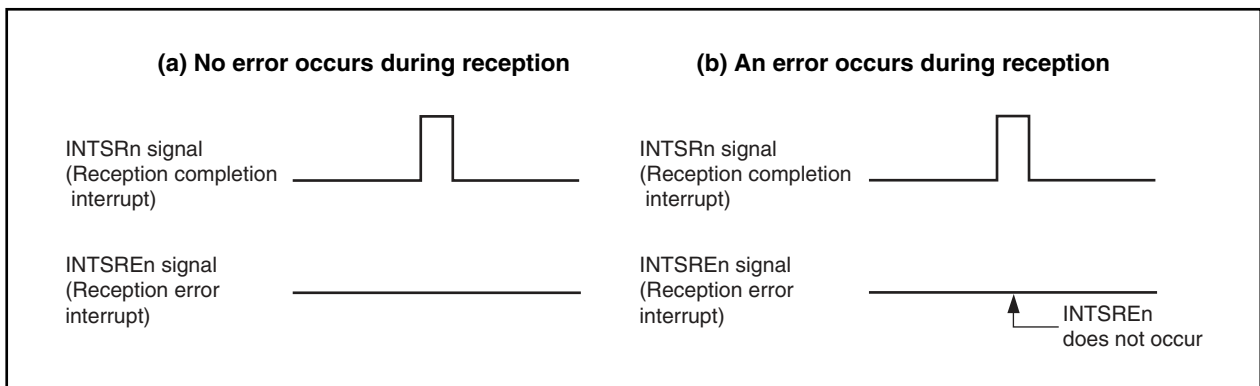 (a) No error occurs during reception
INTSRn signal
(Reception completion
interrupt)
INTSREn signal
(Reception error
interrupt)
(b) An error occurs during reception
INTSRn signal
(Reception completion
interrupt)
INTSREn signal
(Reception error
interrupt)
INTSREn
does not occur